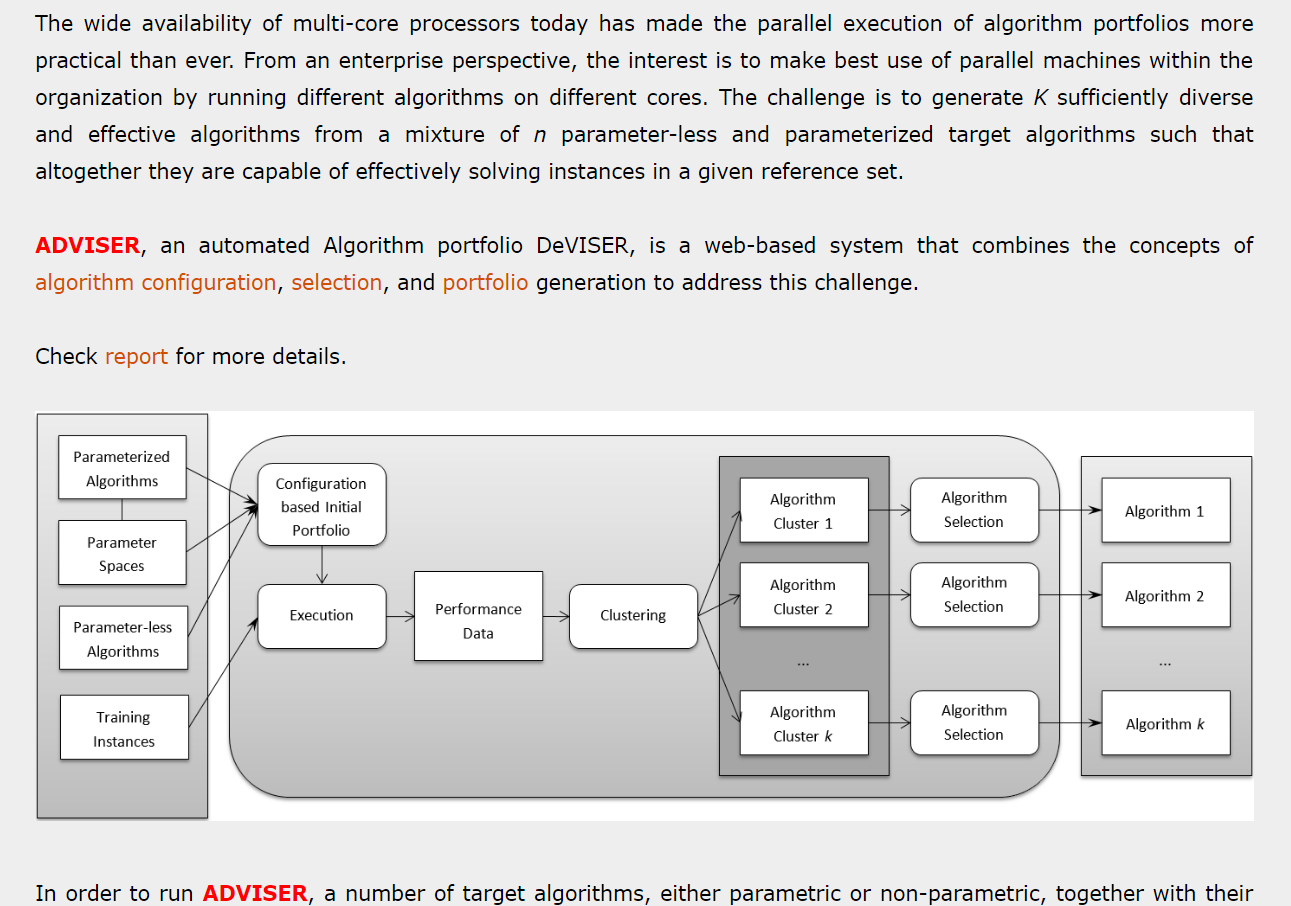 The wide availability of multi-core processors today has made the parallel execution of algorithm portfolios more
practical than ever. From an enterprise perspective, the interest is to make best use of parallel machines within the
organization by running different algorithms on different cores. The challenge is to generate K sufficiently diverse
and effective algorithms from a mixture of n parameter-less and parameterized target algorithms such that
altogether they are capable of effectively solving instances in a given reference set.
ADVISER, an automated Algorithm portfolio DeVISER, is a web-based system that combines the concepts of
algorithm configuration, selection, and portfolio generation to address this challenge.
Check report for more details.
Parameterized
Algorithms
Parameter
Spaces
Parameter-less
Algorithms
Training
Instances
Configuration
based Initial
Portfolio
Execution
Performance
Data
Clustering
Algorithm
Cluster 1
Algorithm
Cluster 2
...
Algorithm
Cluster k
Algorithm
Selection
Algorithm
Selection
Algorithm
Selection
Algorithm 1
Algorithm 2
...
Algorithm k
In order to run ADVISER, a number of target algorithms, either parametric or non-parametric, together with their